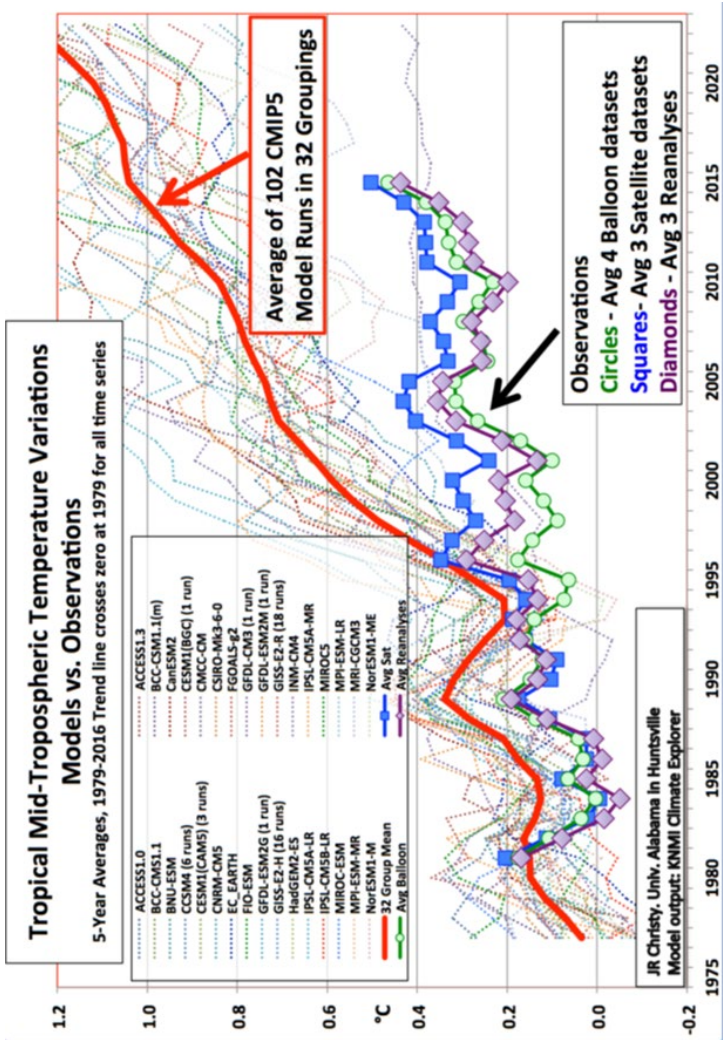 Tropical Mid-Tropospheric Temperature Variations
Models vs. Observations
5-Year Averages, 1979-2016 Trend line crosses zero at 1979 for all time series
1.2
1.0
0.8
0.6
°C
0.4
0.2
0.0
-0.2
ACCESS1.0
BCC-CMS1.1
BNU-ESM
CCSM4 (6 runs)
CESM1(CAM5) (3 runs)
CNRM-CM5
EC_EARTH
FIO-ESM
GFDL-ESM2G (1 run)
GISS-E2-H (16 runs)
HadGEM2-ES
IPSL-CM5A-LR
IPSL-CM5B-LR
MIROC-ESM
MPI-ESM-MR
NorESM1-M
32 Group Mean
Avg Balloon
ACCESS1.3
BCC-CSM1.1(m)
CanESM2
CESM1(BGC) (1 run)
CMCC-CM
CSIRO-Mk3-6-0
FGOALS-g2
GFDL-CM3 (1 run)
GFDL-ESM2M (1 run)
GISS-E2-R (18 runs)
INM-CM4
IPSL-CM5A-MR
MIROC5
MPI-ESM-LR
MRI-CGCM3
NorESM1-ME
Avg Sat
Avg Reanalyses
Average of 102 CMIP5
Model Runs in 32 Groupings
Observations
Circles - Avg 4 Balloon datasets
Squares- Avg 3 Satellite datasets
Diamonds - Avg 3 Reanalyses
JR Christy, Univ. Alabama in Huntsville
Model output: KNMI Climate Explorer
1975
1980
1985
1990
1995
2000
2005
2010
2015
2020